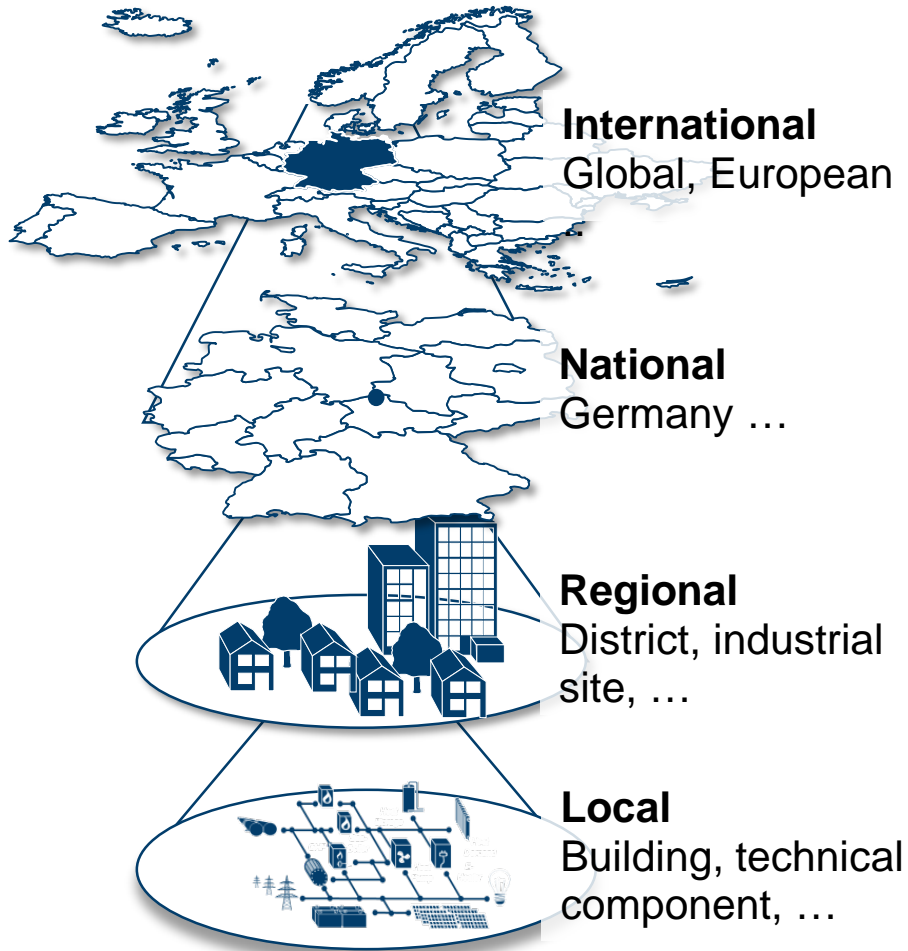 International
Global, European
..
National
Germany …
Regional
District, industrial
site, …
Local
Building, technical
component, …